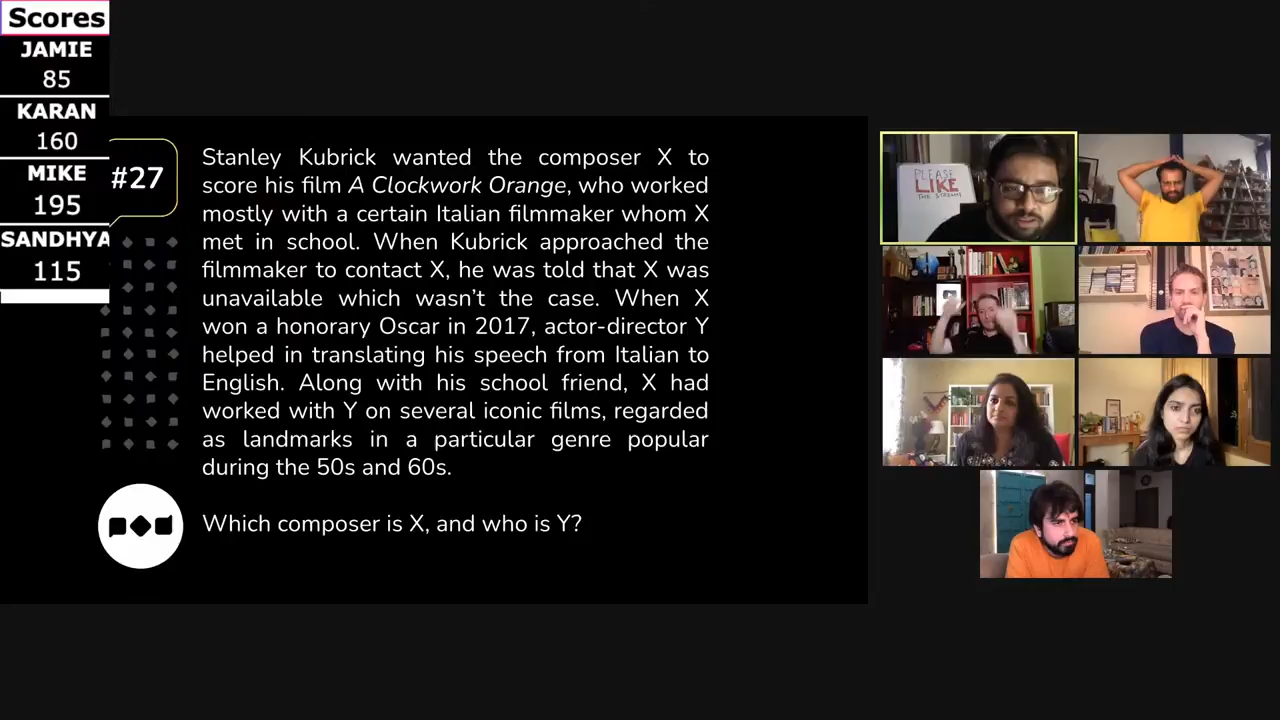 Scores
JAMIE
85
KARAN
160
MIKE
195
SANDHYA
115
#27
Stanley Kubrick wanted the composer X to
score his film A Clockwork Orange, who worked
mostly with a certain Italian filmmaker whom X
met in school. When Kubrick approached the
filmmaker to contact X, he was told that X was
unavailable which wasn't the case. When X
won a honorary Oscar in 2017, actor-director Y
helped in translating his speech from Italian to
English. Along with his school friend, X had
worked with Y on several iconic films, regarded
as landmarks in a particular genre popular
during the 50s and 60s.
Which composer is X, and who is Y?
PLEASE
LIKE
THE STREAM